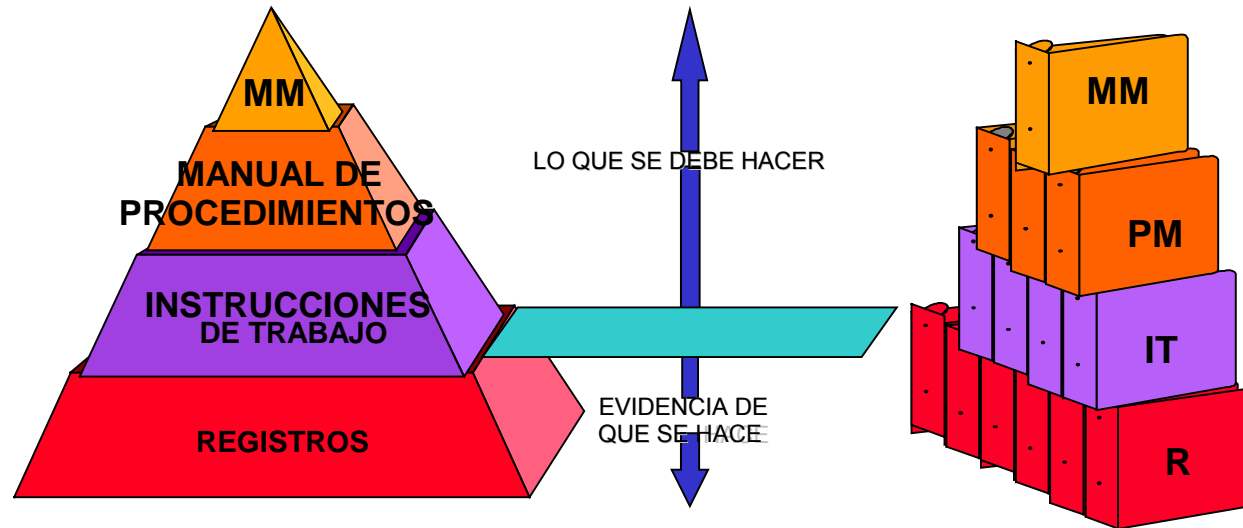 MM
MANUAL DE
PROCEDIMIENTOS
INSTRUCCIONES
DE TRABAJO
REGISTROS
LO QUE SE DEBE HACER
EVIDENCIA DE
QUE SE HACE
MM
PM
IT
R